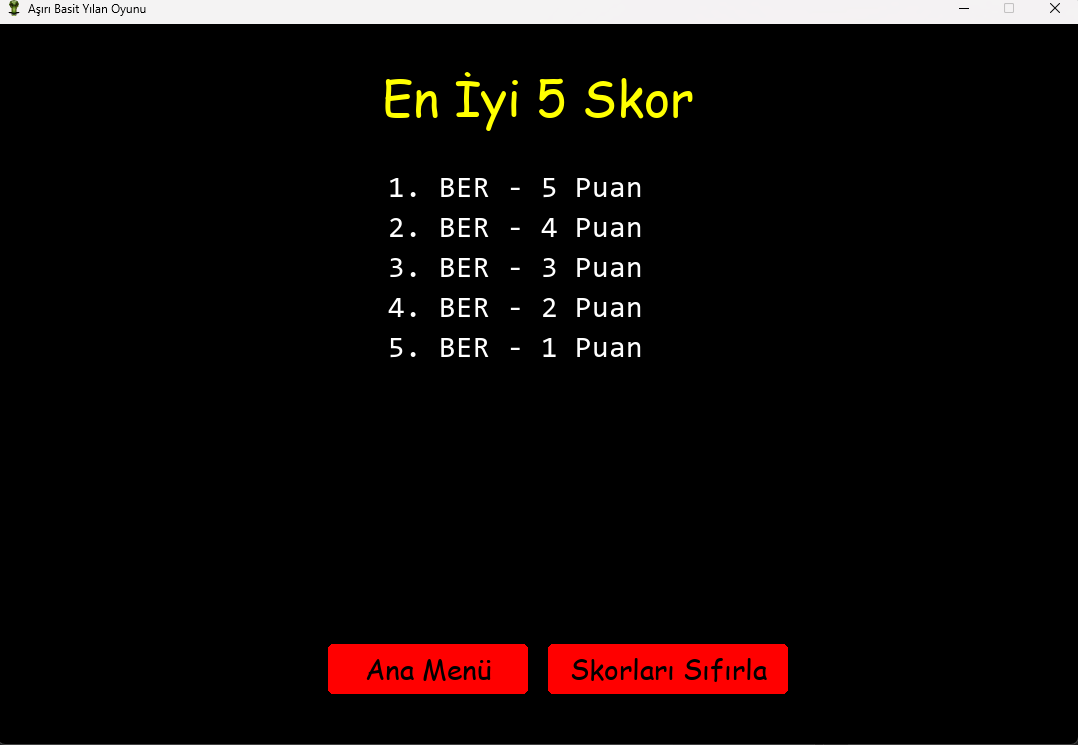 Aşırı Basit Yılan Oyunu
En İyi 5 Skor
1. BER - 5 Puan
2. BER - 4 Puan
3. BER - 3 Puan
4. BER - 2 Puan
5. BER - 1 Puan
Ana Menü
Skorları Sıfırla